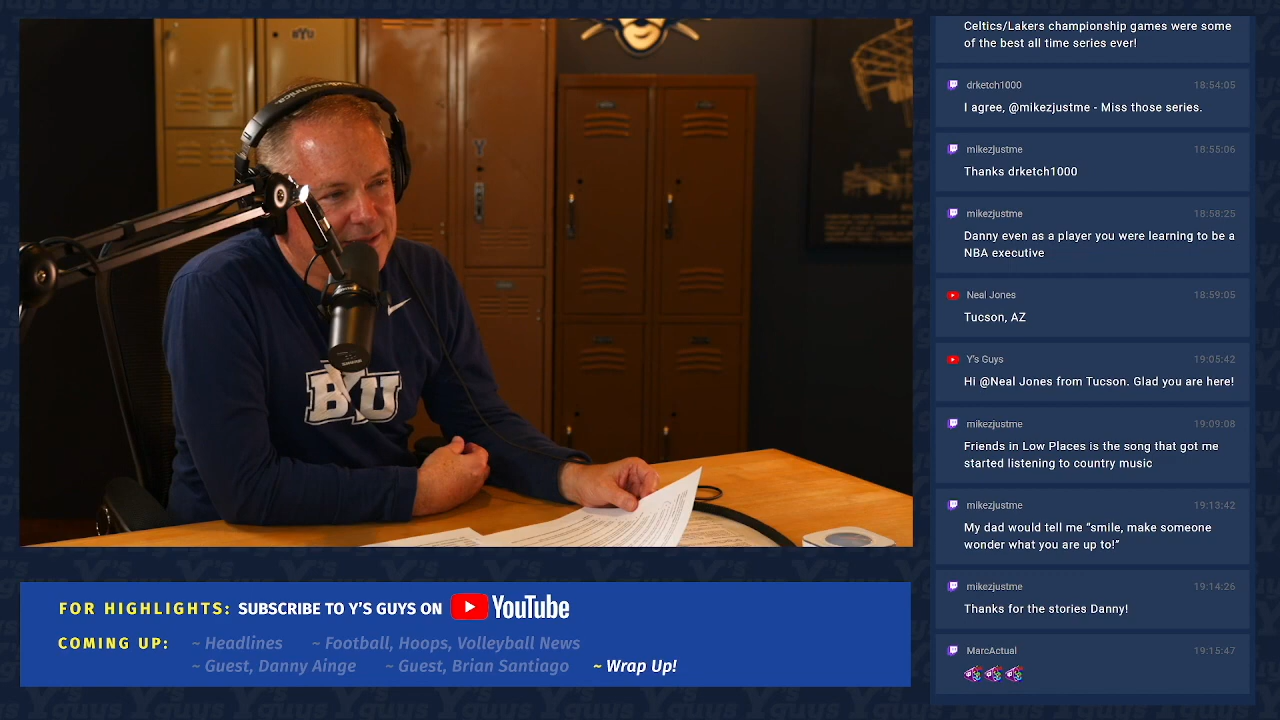 Celtics/Lakers championship games were some
of the best all time series ever!
drketch1000 18:54:05
I agree, @mikezjustme - Miss those series.
mikezjustme 18:55:06
Thanks drketch1000
mikezjustme 18:58:25
Danny even as a player you were learning to be a
NBA executive
Neal Jones 18:59:05
Tucson, AZ
Y's Guys 19:05:42
Hi @Neal Jones from Tucson. Glad you are here!
mikezjustme 19:09:08
Friends in Low Places is the song that got me
started listening to country music
mikezjustme 19:13:42
My dad would tell me “smile, make someone
wonder what you are up to!”
mikezjustme 19:14:26
Thanks for the stories Danny!
MarcActual 19:15:47
BYU
audio-technica
BYU
FOR HIGHLIGHTS: SUBSCRIBE TO Y'S GUYS ON YouTube
COMING UP: ~ Headlines ~ Football, Hoops, Volleyball News
~ Guest, Danny Ainge ~ Guest, Brian Santiago ~ Wrap Up!